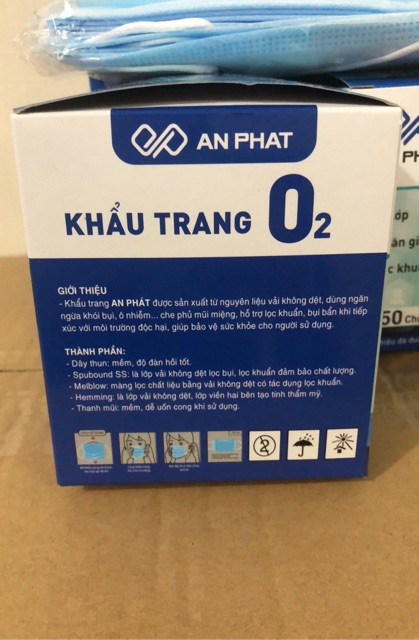 AN PHAT
KHẨU TRANG O2
GIỚI THIỆU
- Khẩu trang AN PHÁT được sản xuất từ nguyên liệu vải không dệt, dùng ngăn
ngừa khói bụi, ô nhiễm... che phủ mũi miệng, hỗ trợ lọc khuẩn, bụi bẩn khi tiếp
xúc với môi trường độc hại, giúp bảo vệ sức khỏe cho người sử dụng.
THÀNH PHẦN:
- Dây thun: mềm, độ đàn hồi tốt.
- Spubound SS: là lớp vải không dệt lọc bụi, lọc khuẩn đảm bảo chất lượng.
- Melblow: màng lọc chất liệu bằng vải không dệt có tác dụng lọc khuẩn.
- Hemming: là lớp vải không dệt, lớp viền hai bên tạo tính thẩm mỹ.
- Thanh mũi: mềm, dễ uốn cong khi sử dụng.
lớp
50